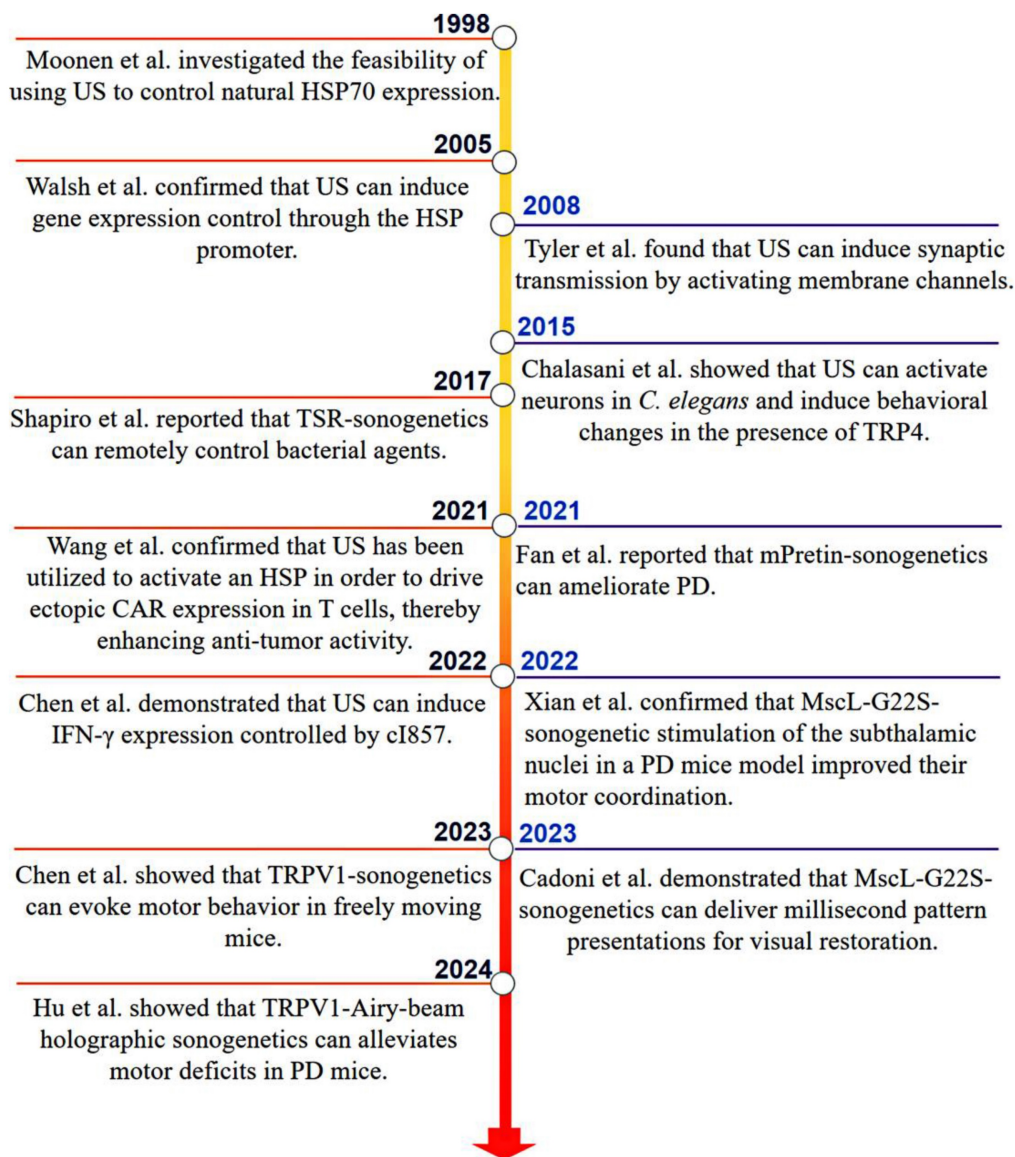 1998
Moonen et al. investigated the feasibility of
using US to control natural HSP70 expression.
2005
Walsh et al. confirmed that US can induce
gene expression control through the HSP
promoter.
2008
Tyler et al. found that US can induce synaptic
transmission by activating membrane channels.
2015
Chalasani et al. showed that US can activate
neurons in C. elegans and induce behavioral
changes in the presence of TRP4.
2017
Shapiro et al. reported that TSR-sonogenetics
can remotely control bacterial agents.
2021
Wang et al. confirmed that US has been
utilized to activate an HSP in order to drive
ectopic CAR expression in T cells, thereby
enhancing anti-tumor activity.
2021
Fan et al. reported that mPretin-sonogenetics
can ameliorate PD.
2022
Chen et al. demonstrated that US can induce
IFN-γ expression controlled by cI857.
2022
Xian et al. confirmed that MscL-G22S-
sonogenetic stimulation of the subthalamic
nuclei in a PD mice model improved their
motor coordination.
2023
Chen et al. showed that TRPV1-sonogenetics
can evoke motor behavior in freely moving
mice.
2023
Cadoni et al. demonstrated that MscL-G22S-
sonogenetics can deliver millisecond pattern
presentations for visual restoration.
2024
Hu et al. showed that TRPV1-Airy-beam
holographic sonogenetics can alleviates
motor deficits in PD mice.